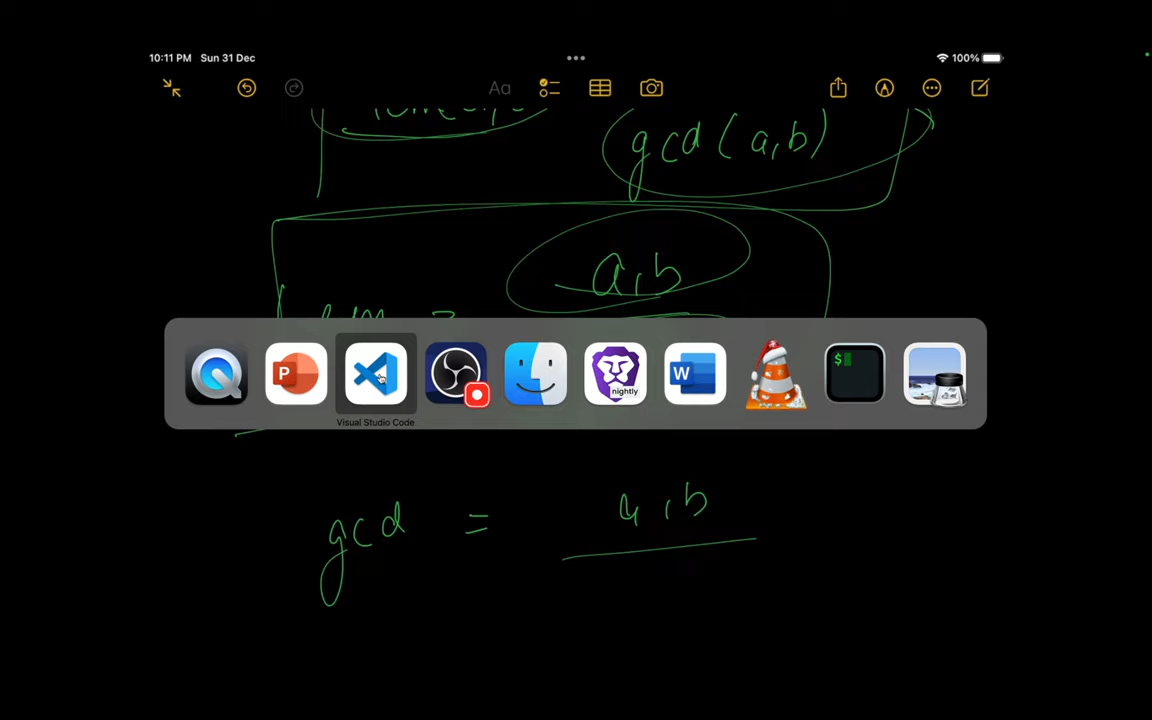 10:11 PM Sun 31 Dec
100%
Aa
gcd (a,b)
a,b
P
W
$
nightly
Visual Studio Code
gcd = a,b